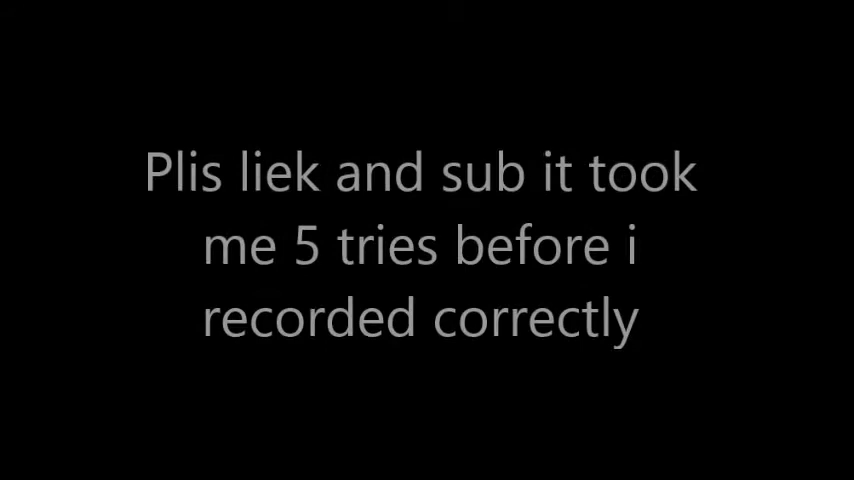 Plis liek and sub it took
me 5 tries before i
recorded correctly